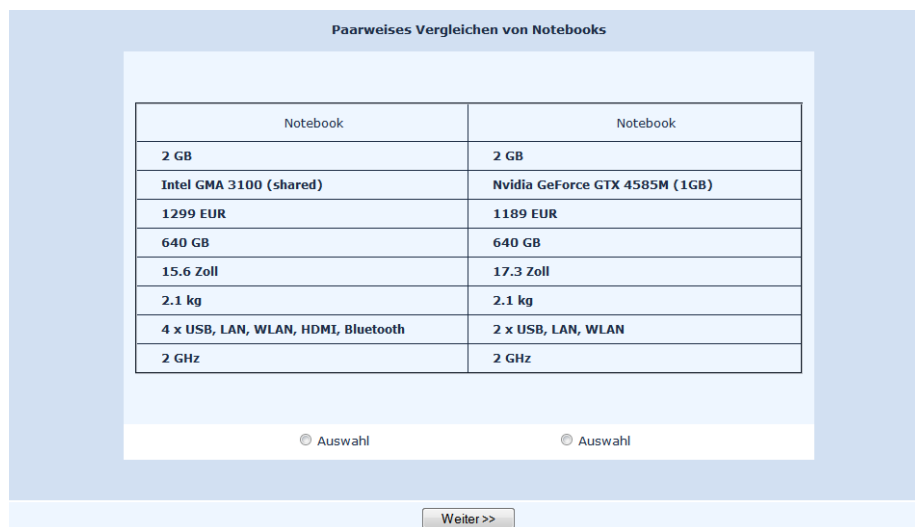 Paarweises Vergleichen von Notebooks
Notebook Notebook
2 GB 2 GB
Intel GMA 3100 (shared) Nvidia GeForce GTX 4585M (1GB)
1299 EUR 1189 EUR
640 GB 640 GB
15.6 Zoll 17.3 Zoll
2.1 kg 2.1 kg
4 x USB, LAN, WLAN, HDMI, Bluetooth 2 x USB, LAN, WLAN
2 GHz 2 GHz
Auswahl Auswahl
Weiter >>